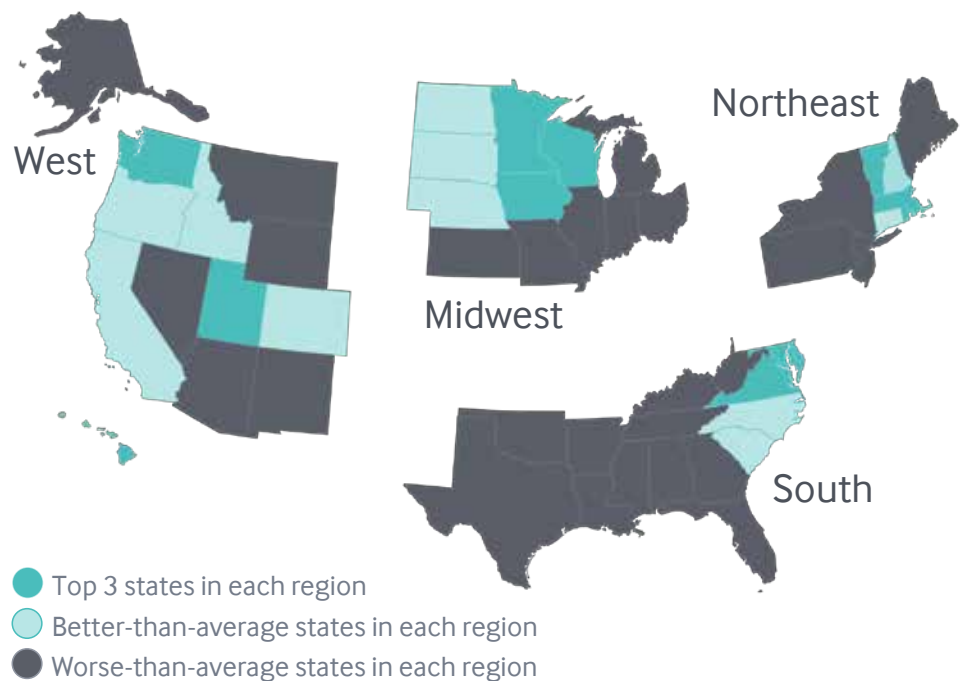 West
Midwest
Northeast
South
Top 3 states in each region
Better-than-average states in each region
Worse-than-average states in each region